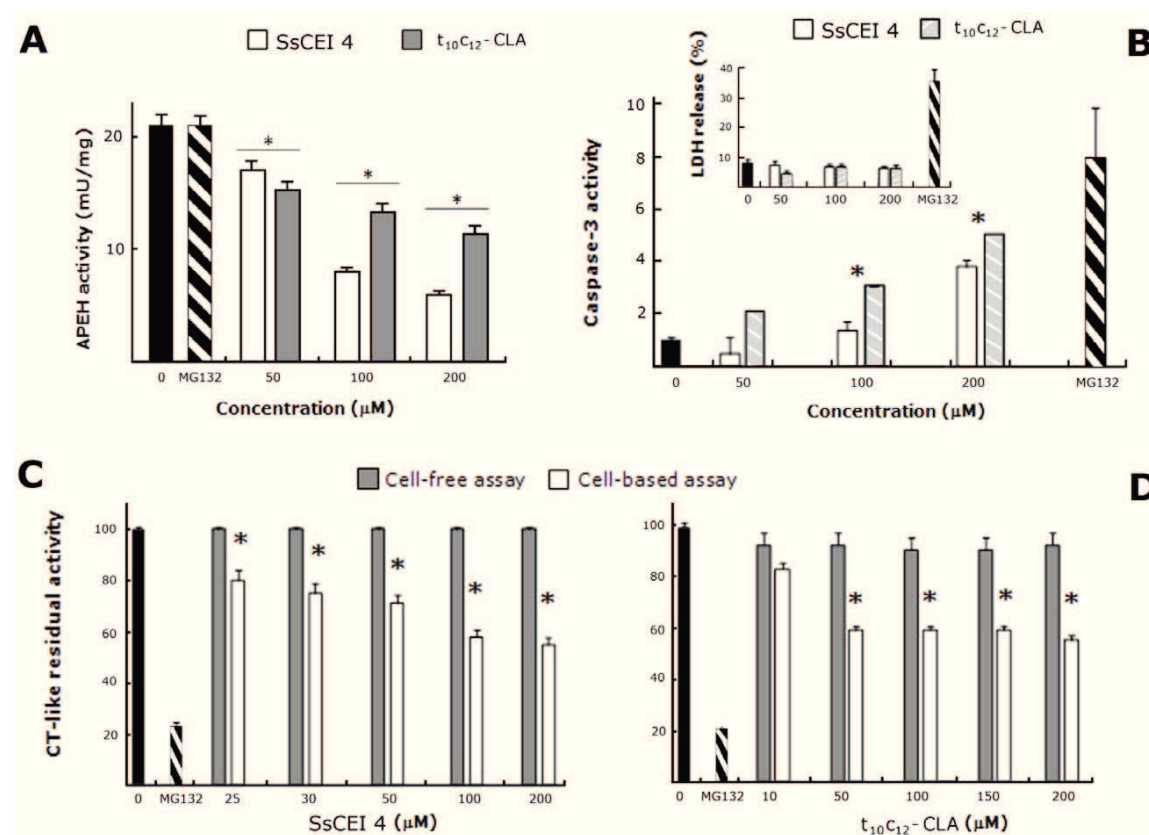 A
SsCEI 4
t₁₀c₁₂-CLA
APEH activity (mU/mg)
20
10
*
*
*
0
MG132
50
100
200
Concentration (μM)
B
SsCEI 4
t₁₀c₁₂-CLA
LDH release (%)
40
30
20
10
0
50
100
200
MG132
Caspase-3 activity
10
8
6
4
2
*
*
0
50
100
200
MG132
Concentration (μM)
C
Cell-free assay
Cell-based assay
D
CT-like residual activity
100
80
60
40
20
*
*
*
*
*
0
MG132
25
30
50
100
200
SsCEI 4 (μM)
100
80
60
40
20
*
*
*
*
0
MG132
10
50
100
150
200
t₁₀c₁₂-CLA (μM)